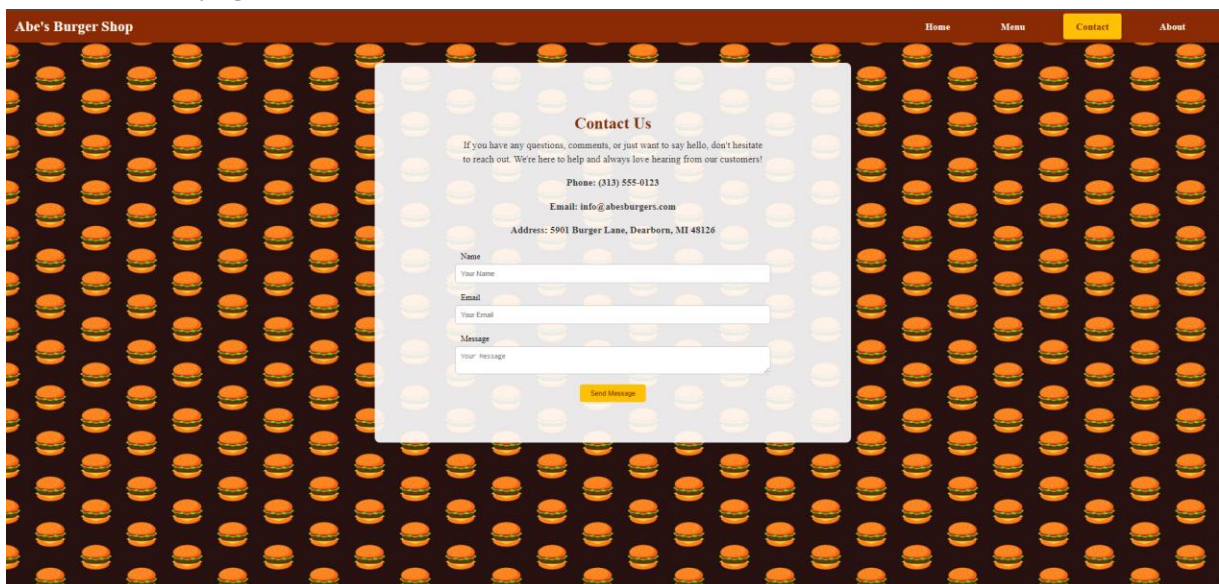 Abe's Burger Shop
Home
Menu
Contact
About
Contact Us
If you have any questions, comments, or just want to say hello, don't hesitate
to reach out. We're here to help and always love hearing from our customers!
Phone: (313) 555-0123
Email: info@abesburgers.com
Address: 5901 Burger Lane, Dearborn, MI 48126
Name
Your Name
Email
Your Email
Message
Your Message
Send Message